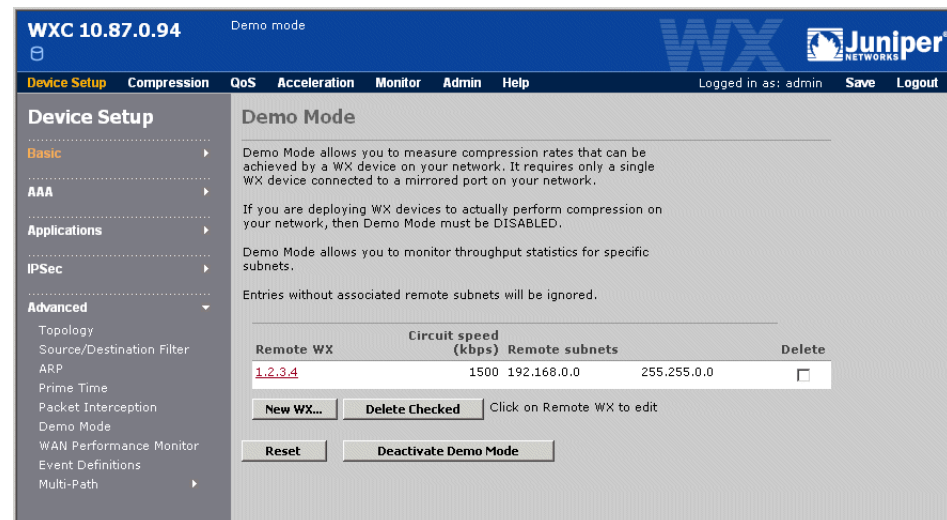 WXC 10.87.0.94
Demo mode
WX
Juniper
NETWORKS
Device Setup Compression QoS Acceleration Monitor Admin Help Logged in as: admin Save Logout
Device Setup
Basic
AAA
Applications
IPSec
Advanced
Topology
Source/Destination Filter
ARP
Prime Time
Packet Interception
Demo Mode
WAN Performance Monitor
Event Definitions
Multi-Path
Demo Mode
Demo Mode allows you to measure compression rates that can be
achieved by a WX device on your network. It requires only a single
WX device connected to a mirrored port on your network.
If you are deploying WX devices to actually perform compression on
your network, then Demo Mode must be DISABLED.
Demo Mode allows you to monitor throughput statistics for specific
subnets.
Entries without associated remote subnets will be ignored.
Circuit speed
Remote WX (kbps) Remote subnets Delete
1.2.3.4 1500 192.168.0.0 255.255.0.0
New WX... Delete Checked Click on Remote WX to edit
Reset Deactivate Demo Mode